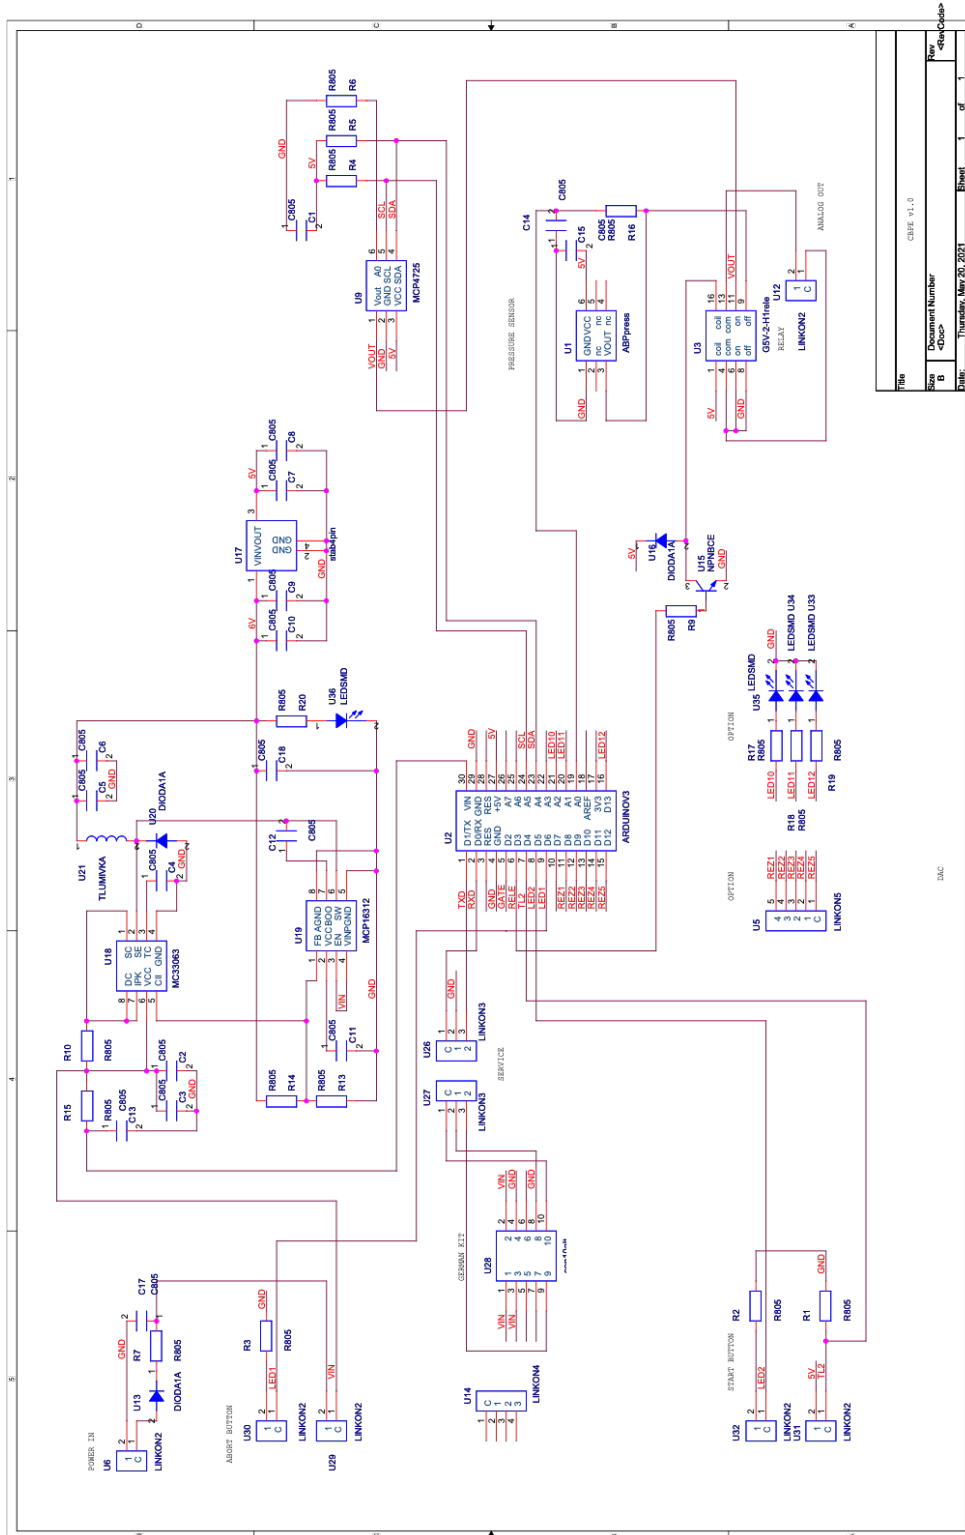 POWER IN
U6
LINKON2
U13
DIODA1A
R7
R805
C17
C805
GND
ABORT BUTTON
U30
LINKON2
LED1
R3
R805
GND
U29
LINKON2
VIN
R15
R805
R10
R805
C13
C805
C3
C2
C805
GND
U18
MC33063
DC SC
IPK SE
VCC TC
CII GND
C4
C805
GND
U20
DIODA1A
U21
TLUMIVKA
C5
C805
C6
C805
GND
R14
R805
R13
R805
C11
C805
VIN
GND
U19
MCP16312
FB AGND
VCC BOO
EN SW
VIN PGND
C12
C805
C18
C805
R20
R805
U36
LEDSMD
6V
C10
C805
C9
C805
GND
U17
VIN VOUT
GND
GND
stab4pin
5V
C7
C805
C8
C805
U9
MCP4725
Vout A0
GND SCL
VCC SDA
VOUT
GND
5V
SCL
SDA
C1
C805
GND
5V
R4
R805
R5
R805
R6
R805
GERMAN KIT
U28
VIN
VIN
VIN
GND
GND
U14
LINKON4
U27
LINKON3
U26
LINKON3
SERVICE
GND
U2
ARDUINOV3
D1/TX VIN
D0/RX GND
RES RES
GND +5V
D2 A7
D3 A6
D4 A5
D5 A4
D6 A3
D7 A2
D8 A1
D9 A0
D10 AREF
D11 3V3
D12 D13
TXD
RXD
GND
GATE
RELE
TL2
LED2
LED1
REZ1
REZ2
REZ3
REZ4
REZ5
GND
5V
SCL
SDA
LED10
LED11
LED12
PRESSURE SENSOR
U1
ABPpress
GND VCC
nc nc
VOUT nc
GND
5V
C14
C805
C15
C805
R16
R805
U3
G5V-2-H1rele
coil coil
com com
on on
off off
RELAY
5V
GND
VOUT
U12
LINKON2
ANALOG OUT
U16
DIODA1A
5V
U15
NPNBCE
GND
R9
R805
START BUTTON
U32
LINKON2
LED2
R2
R805
U31
LINKON2
5V
TL2
R1
R805
GND
OPTION
U5
LINKON5
REZ1
REZ2
REZ3
REZ4
REZ5
OPTION
LED10
LED11
LED12
R17
R805
R18
R805
R19
R805
U35
LEDSMD
LEDSMD U34
LEDSMD U33
GND
DAC
CBPE v1.0
Title
Size
B
Document Number
<Doc>
Rev
<RevCode>
Date:
Thursday, May 20, 2021
Sheet 1 of 1